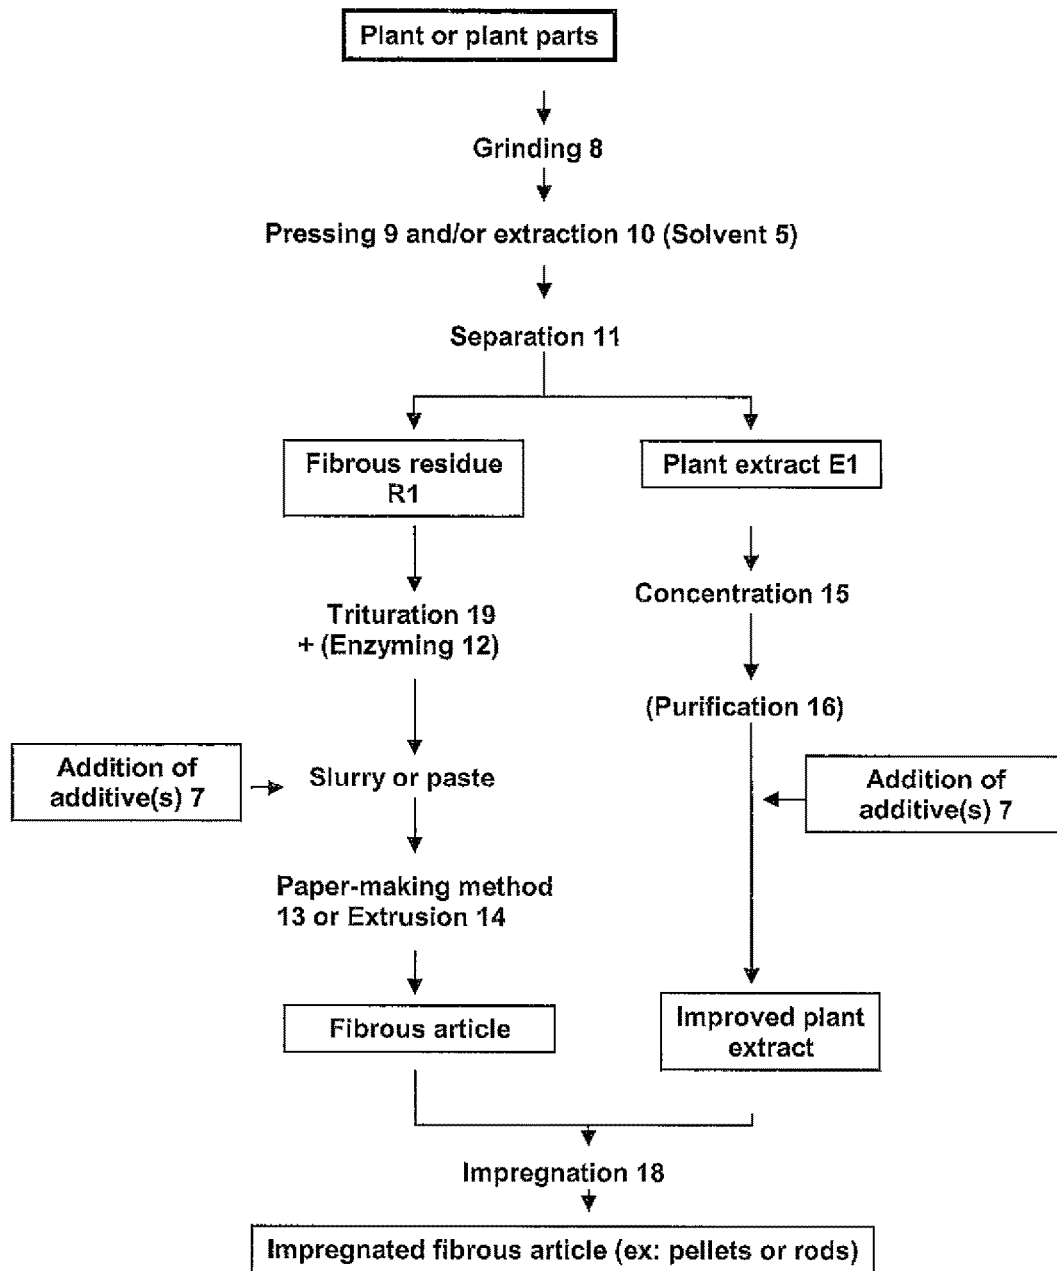 Plant or plant parts
Grinding 8
Pressing 9 and/or extraction 10 (Solvent 5)
Separation 11
Fibrous residue
R1
Plant extract E1
Trituration 19
+ (Enzyming 12)
Concentration 15
(Purification 16)
Addition of
additive(s) 7
Slurry or paste
Addition of
additive(s) 7
Paper-making method
13 or Extrusion 14
Fibrous article
Improved plant
extract
Impregnation 18
Impregnated fibrous article (ex: pellets or rods)